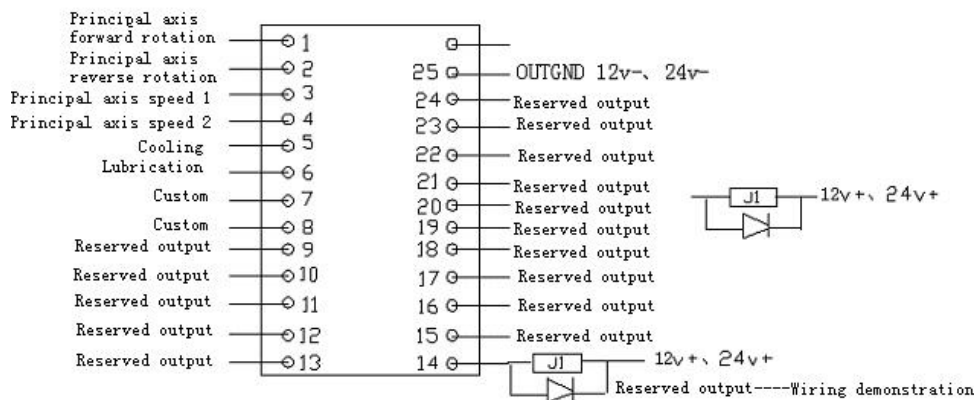 Principal axis
forward rotation
1
Principal axis
reverse rotation
2
Principal axis speed 1
3
Principal axis speed 2
4
Cooling
5
Lubrication
6
Custom
7
Custom
8
Reserved output
9
Reserved output
10
Reserved output
11
Reserved output
12
Reserved output
13
25 OUTGND 12v-、24v-
24 Reserved output
23 Reserved output
22 Reserved output
21 Reserved output
20 Reserved output
19 Reserved output
18 Reserved output
17 Reserved output
16 Reserved output
15 Reserved output
14 J1 12v+、24v+
Reserved output----Wiring demonstration
J1 12v+、24v+